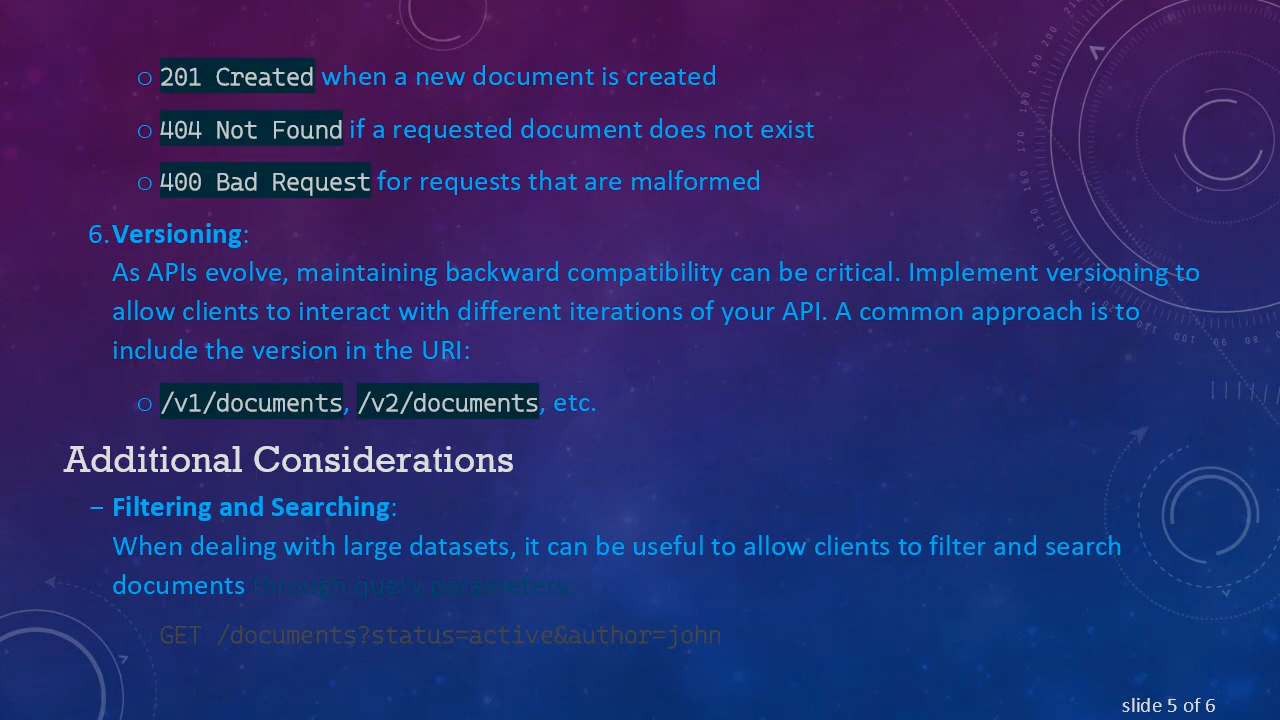 ○ 201 Created when a new document is created
○ 404 Not Found if a requested document does not exist
○ 400 Bad Request for requests that are malformed
6. Versioning:
As APIs evolve, maintaining backward compatibility can be critical. Implement versioning to
allow clients to interact with different iterations of your API. A common approach is to
include the version in the URI:
○ /v1/documents, /v2/documents, etc.
Additional Considerations
– Filtering and Searching:
When dealing with large datasets, it can be useful to allow clients to filter and search
documents through query parameters:
○ GET /documents?status=active&author=john
slide 5 of 6